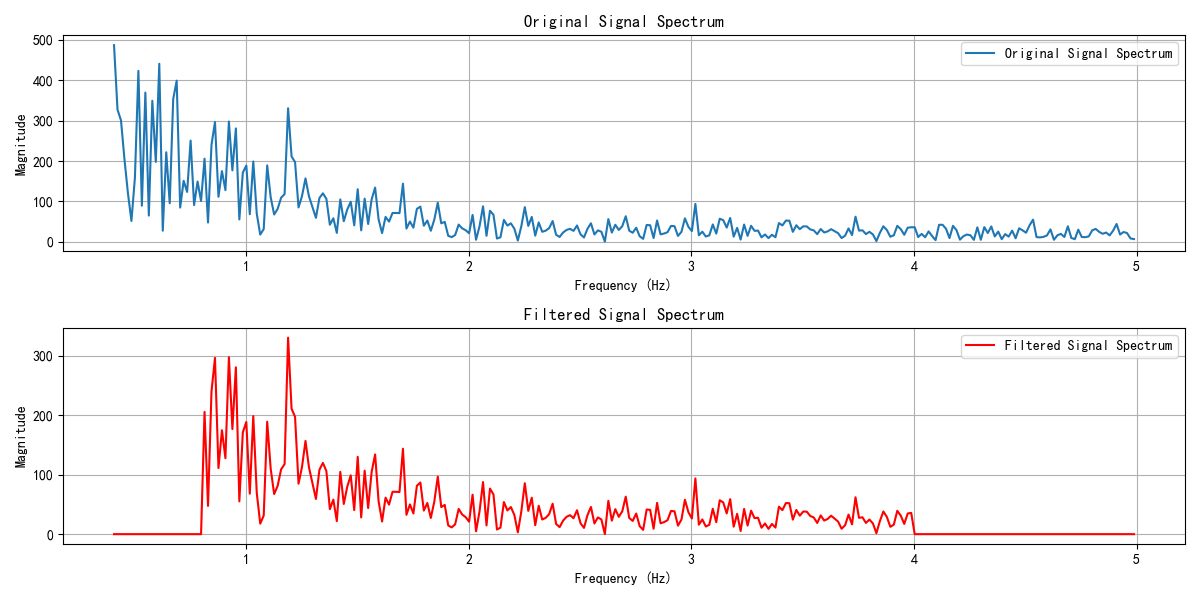 Original Signal Spectrum
500
400
300
200
100
0
Magnitude
Original Signal Spectrum
1 2 3 4 5
Frequency (Hz)
Filtered Signal Spectrum
300
200
100
0
Magnitude
Filtered Signal Spectrum
1 2 3 4 5
Frequency (Hz)